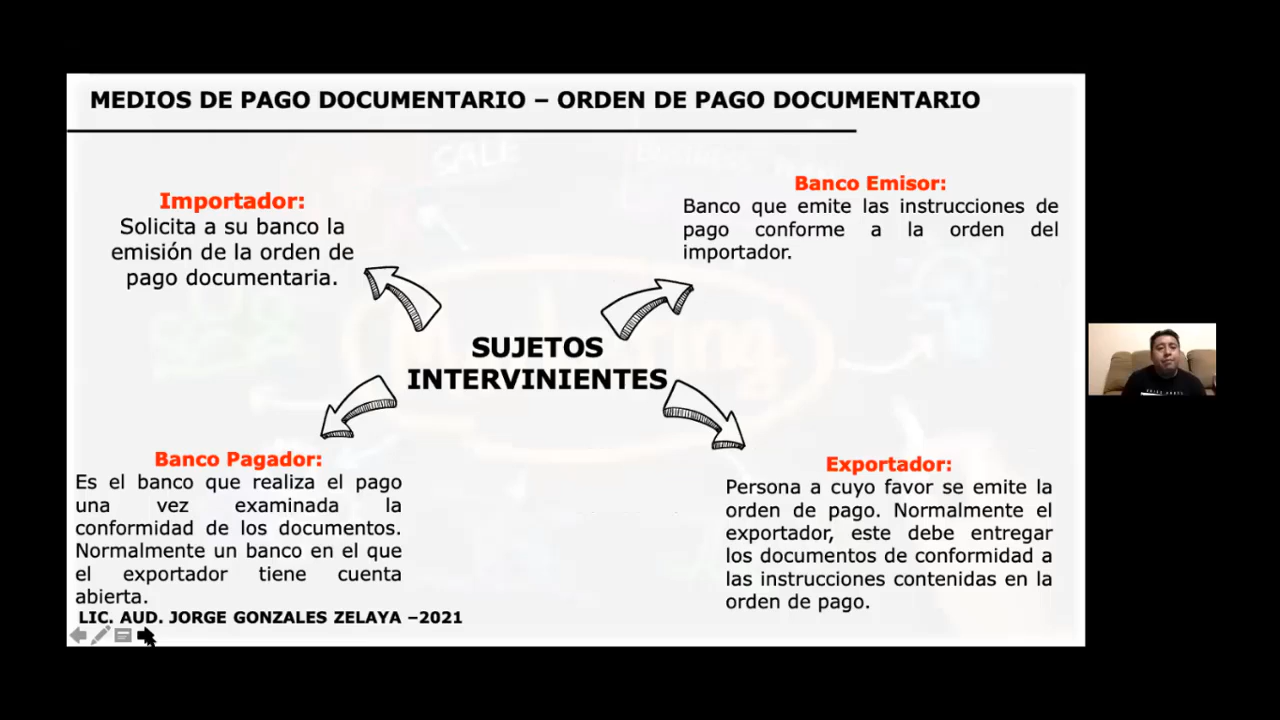 MEDIOS DE PAGO DOCUMENTARIO – ORDEN DE PAGO DOCUMENTARIO
Importador:
Solicita a su banco la
emisión de la orden de
pago documentaria.
Banco Emisor:
Banco que emite las instrucciones de
pago conforme a la orden del
importador.
SUJETOS
INTERVINIENTES
Banco Pagador:
Es el banco que realiza el pago
una vez examinada la
conformidad de los documentos.
Normalmente un banco en el que
el exportador tiene cuenta
abierta.
Exportador:
Persona a cuyo favor se emite la
orden de pago. Normalmente el
exportador, este debe entregar
los documentos de conformidad a
las instrucciones contenidas en la
orden de pago.
LIC. AUD. JORGE GONZALES ZELAYA –2021